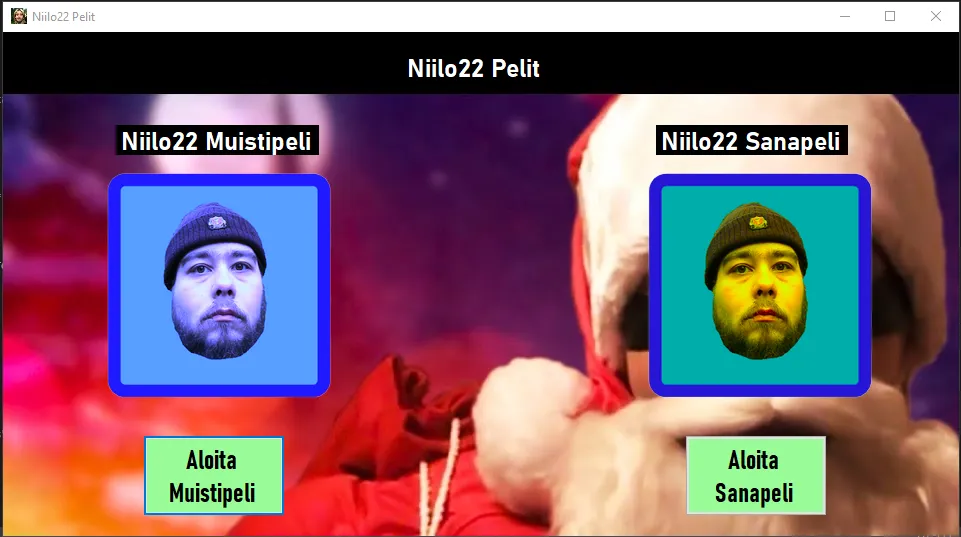 Niilo22 Pelit
Niilo22 Pelit
Niilo22 Muistipeli
Niilo22 Sanapeli
Aloita
Muistipeli
Aloita
Sanapeli